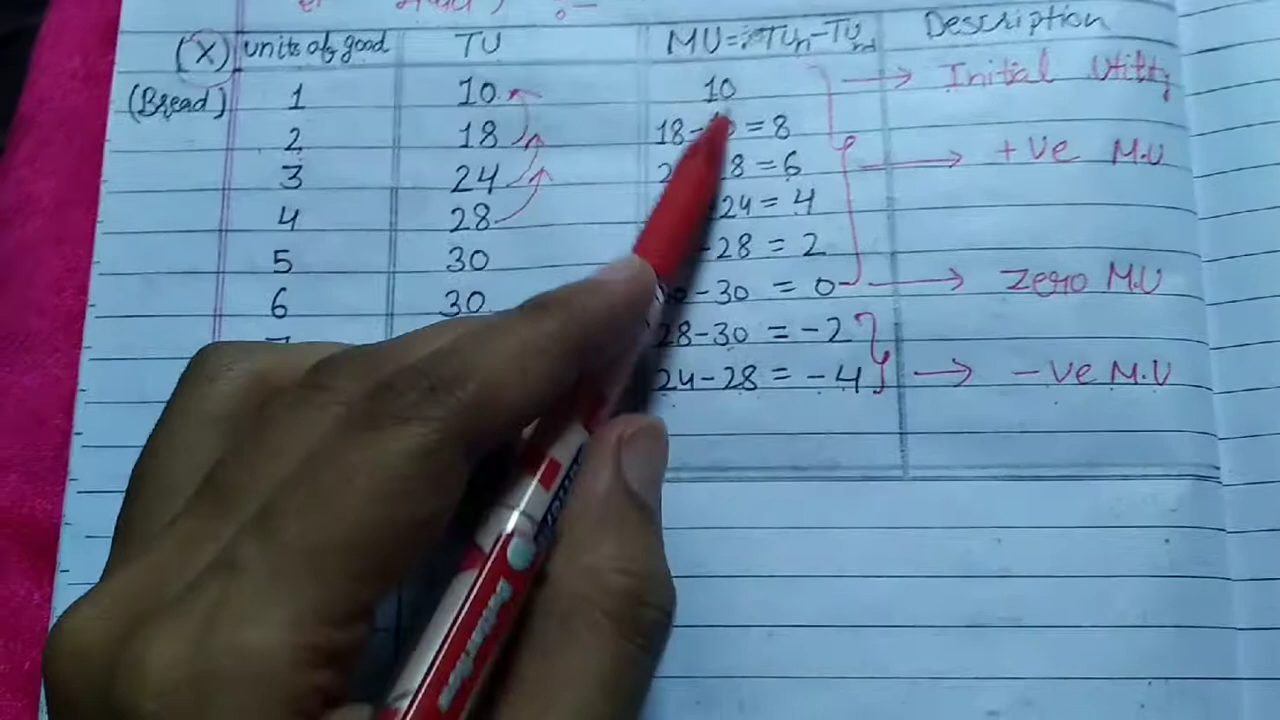 (X) units of good TU MU = TUn - TUn-1 Description
(Bread) 1 10 10 → Initial Utility
2 18 18- = 8 → +ve M.U
3 24 2 8 = 6
4 28 24 = 4
5 30 -28 = 2
6 30 -30 = 0 → Zero M.U
28-30 = -2
24-28 = -4 → -ve M.U